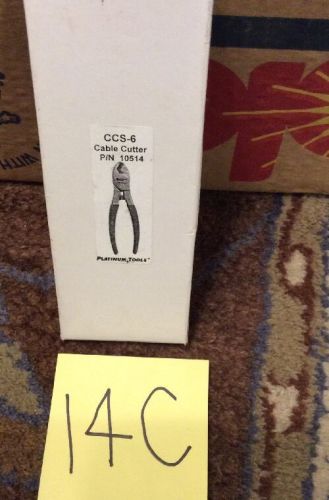 CCS-6
Cable Cutter
P/N 10514
PLATINUM TOOLS
14C